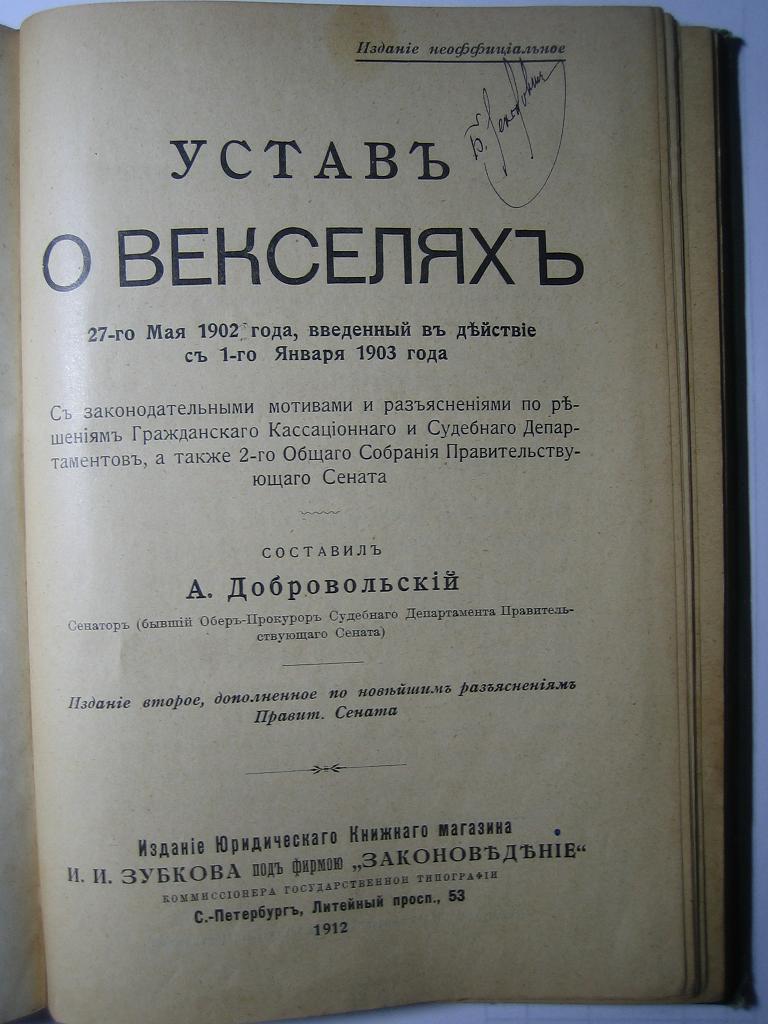 Изданіе неоффиціальное
УСТАВЪ
О ВЕКСЕЛЯХЪ
27-го Мая 1902 года, введенный въ дѣйствіе
съ 1-го Января 1903 года
Съ законодательными мотивами и разъясненіями по рѣ-
шеніямъ Гражданскаго Кассаціоннаго и Судебнаго Депар-
таментовъ, а также 2-го Общаго Собранія Правительству-
ющаго Сената
СОСТАВИЛЪ
А. Добровольскій
Сенаторъ (бывшій Оберъ-Прокуроръ Судебнаго Департамента Правитель-
ствующаго Сената)
Изданіе второе, дополненное по новѣйшимъ разъясненіямъ
Правит. Сената
Изданіе Юридическаго Книжнаго магазина
И. И. ЗУБКОВА подъ фирмою „ЗАКОНОВѢДѢНІЕ“
КОММИССІОНЕРА ГОСУДАРСТВЕННОЙ ТИПОГРАФІИ
С.-Петербургъ, Литейный просп., 53
1912